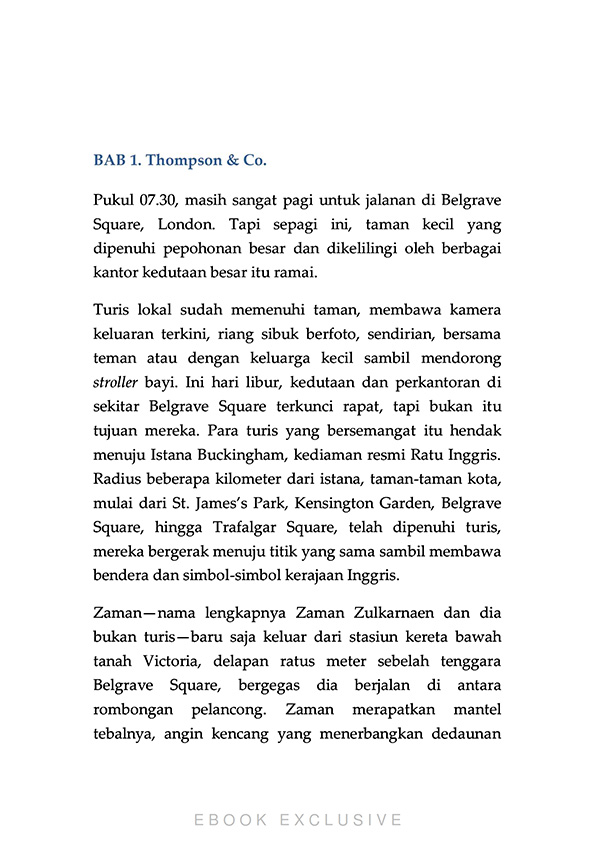 BAB 1. Thompson & Co.
Pukul 07.30, masih sangat pagi untuk jalanan di Belgrave
Square, London. Tapi sepagi ini, taman kecil yang
dipenuhi pepohonan besar dan dikelilingi oleh berbagai
kantor kedutaan besar itu ramai.
Turis lokal sudah memenuhi taman, membawa kamera
keluaran terkini, riang sibuk berfoto, sendirian, bersama
teman atau dengan keluarga kecil sambil mendorong
stroller bayi. Ini hari libur, kedutaan dan perkantoran di
sekitar Belgrave Square terkunci rapat, tapi bukan itu
tujuan mereka. Para turis yang bersemangat itu hendak
menuju Istana Buckingham, kediaman resmi Ratu Inggris.
Radius beberapa kilometer dari istana, taman-taman kota,
mulai dari St. James’s Park, Kensington Garden, Belgrave
Square, hingga Trafalgar Square, telah dipenuhi turis,
mereka bergerak menuju titik yang sama sambil membawa
bendera dan simbol-simbol kerajaan Inggris.
Zaman—nama lengkapnya Zaman Zulkarnaen dan dia
bukan turis—baru saja keluar dari stasiun kereta bawah
tanah Victoria, delapan ratus meter sebelah tenggara
Belgrave Square, bergegas dia berjalan di antara
rombongan pelancong. Zaman merapatkan mantel
tebalnya, angin kencang yang menerbangkan dedaunan
EBOOK EXCLUSIVE